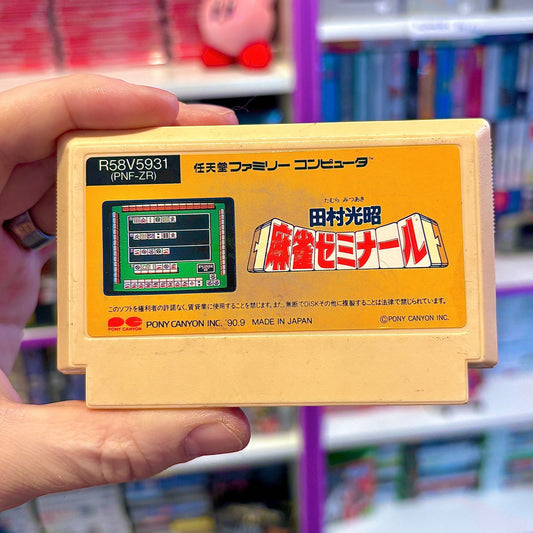 R58V5931
(PNF-ZR)
任天堂 ファミリー コンピュータ™
たむら みつあき
田村光昭
麻雀ゼミナール
このソフトを権利者の許諾なく、賃貸業に使用することを禁じます。また、無断でDISKその他に複製することは法律で禁じられています。
PONY CANYON
PONY CANYON INC. '90.9 MADE IN JAPAN
©PONY CANYON INC.